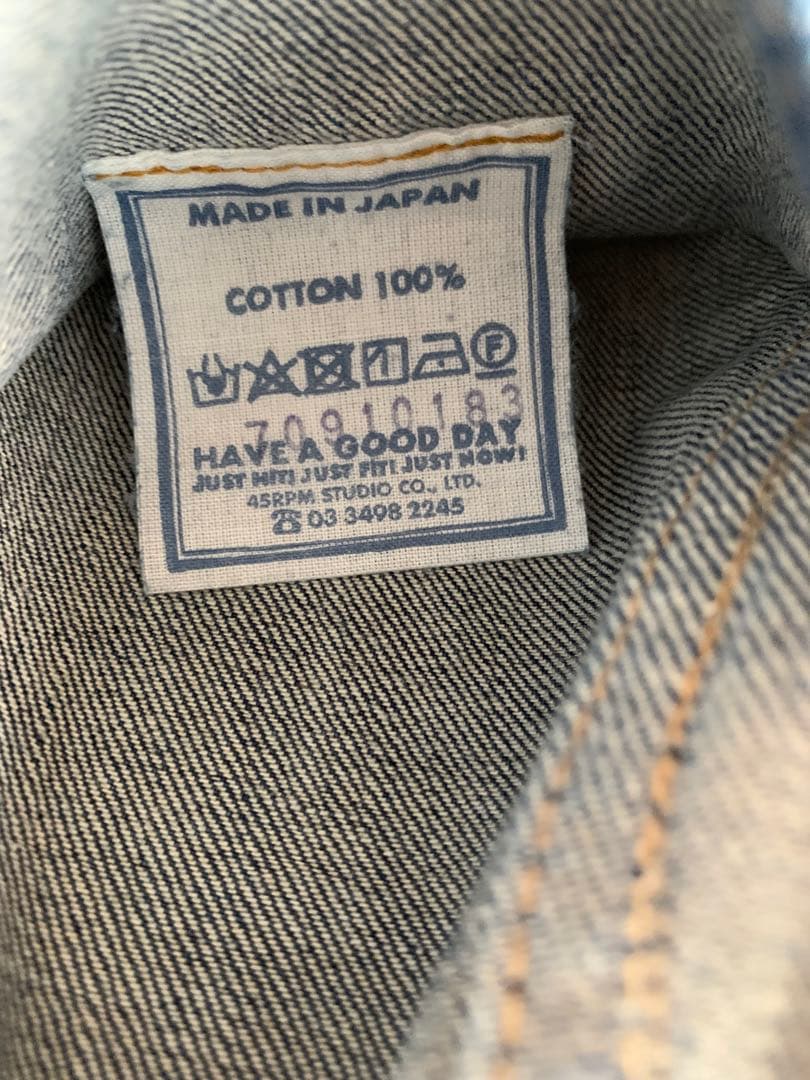 MADE IN JAPAN
COTTON 100%
F
70910183
HAVE A GOOD DAY
JUST HIT! JUST FIT! JUST NOW!
45RPM STUDIO CO., LTD.
☎ 03 3498 2245